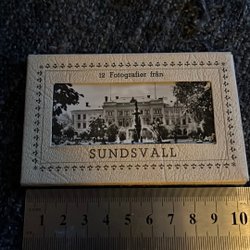 12 Fotografier från
SUNDSVALL
1 2 3 4 5 6 7 8 9 10